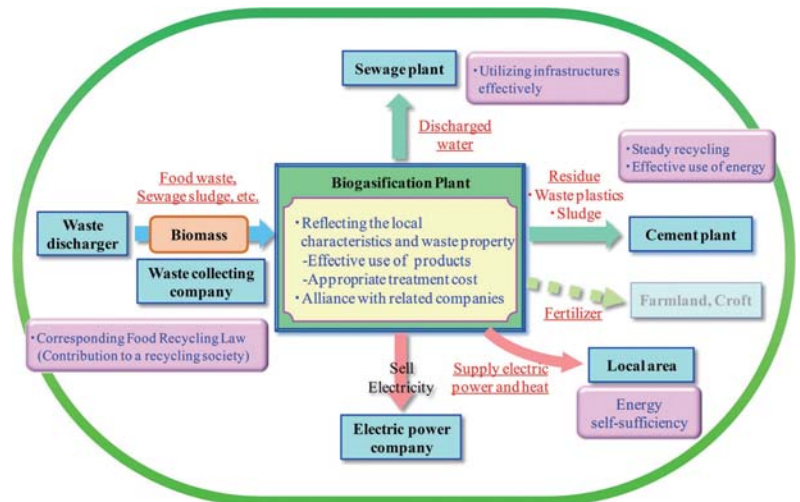 Sewage plant
・Utilizing infrastructures
effectively
Discharged
water
・Steady recycling
・Effective use of energy
Food waste,
Sewage sludge, etc.
Biogasification Plant
Residue
・Waste plastics
・Sludge
Waste
discharger
Biomass
・Reflecting the local
characteristics and waste property
-Effective use of products
-Appropriate treatment cost
・Alliance with related companies
Cement plant
Waste collecting
company
Fertilizer
Farmland, Croft
・Corresponding Food Recycling Law
(Contribution to a recycling society)
Sell
Electricity
Supply electric
power and heat
Local area
Energy
self-sufficiency
Electric power
company